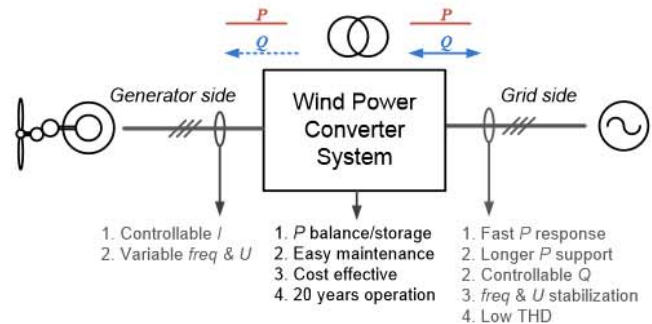 P
P
Q
Q
Generator side
Wind Power
Converter
System
Grid side
1. Controllable I
2. Variable freq & U
1. P balance/storage
2. Easy maintenance
3. Cost effective
4. 20 years operation
1. Fast P response
2. Longer P support
2. Controllable Q
3. freq & U stabilization
4. Low THD